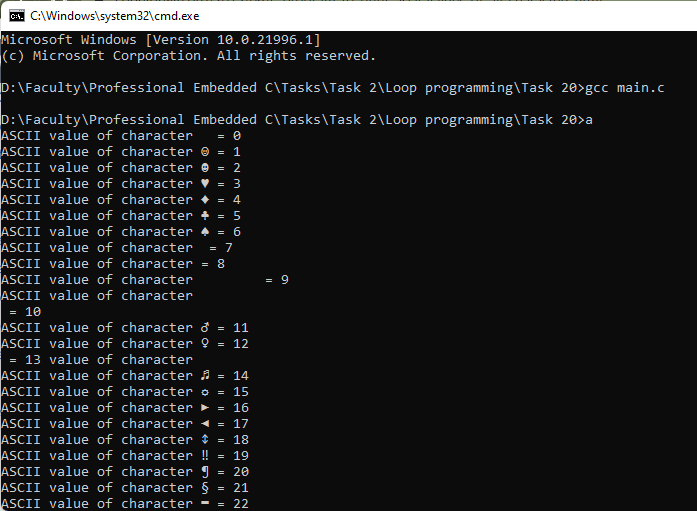 C:\Windows\system32\cmd.exe
Microsoft Windows [Version 10.0.21996.1]
(c) Microsoft Corporation. All rights reserved.
D:\Faculty\Professional Embedded C\Tasks\Task 2\Loop programming\Task 20>gcc main.c
D:\Faculty\Professional Embedded C\Tasks\Task 2\Loop programming\Task 20>a
ASCII value of character   = 0
ASCII value of character ☺ = 1
ASCII value of character ☻ = 2
ASCII value of character ♥ = 3
ASCII value of character ♦ = 4
ASCII value of character ♣ = 5
ASCII value of character ♠ = 6
ASCII value of character  = 7
ASCII value of character = 8
ASCII value of character         = 9
ASCII value of character
 = 10
ASCII value of character ♂ = 11
ASCII value of character ♀ = 12
 = 13 value of character
ASCII value of character ♫ = 14
ASCII value of character ☼ = 15
ASCII value of character ► = 16
ASCII value of character ◄ = 17
ASCII value of character ↕ = 18
ASCII value of character ‼ = 19
ASCII value of character ¶ = 20
ASCII value of character § = 21
ASCII value of character ▬ = 22